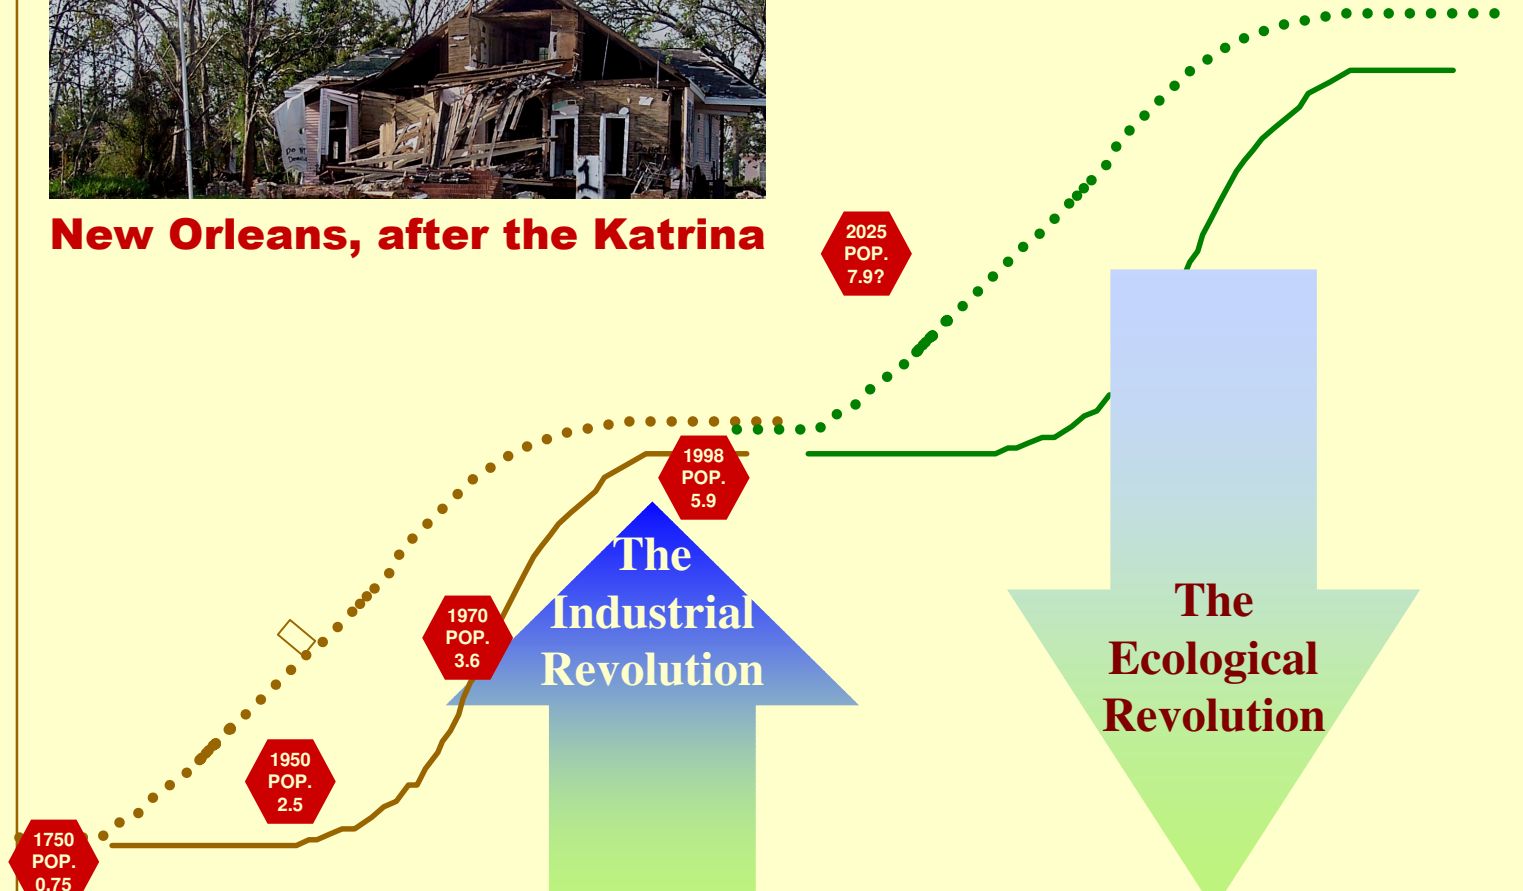 New Orleans, after the Katrina
2025
POP.
7.9?
1998
POP.
5.9
The
Industrial
Revolution
1970
POP.
3.6
The
Ecological
Revolution
1950
POP.
2.5
1750
POP.
0.75